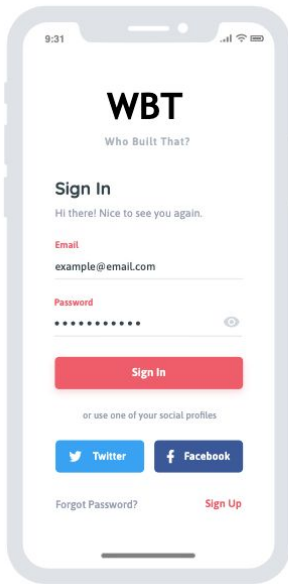 9:31
WBT
Who Built That?
Sign In
Hi there! Nice to see you again.
Email
example@email.com
Password
•••••••••••
Sign In
or use one of your social profiles
Twitter
Facebook
Forgot Password?
Sign Up